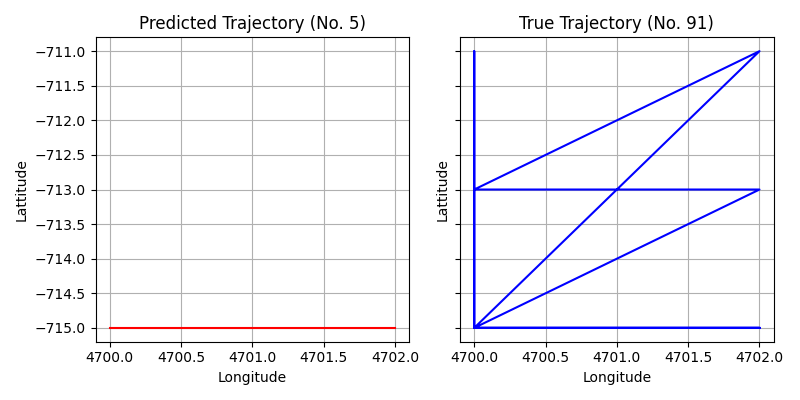 Predicted Trajectory (No. 5)
−711.0
−711.5
−712.0
−712.5
−713.0
−713.5
−714.0
−714.5
−715.0
Lattitude
4700.0 4700.5 4701.0 4701.5 4702.0
Longitude
True Trajectory (No. 91)
Lattitude
4700.0 4700.5 4701.0 4701.5 4702.0
Longitude